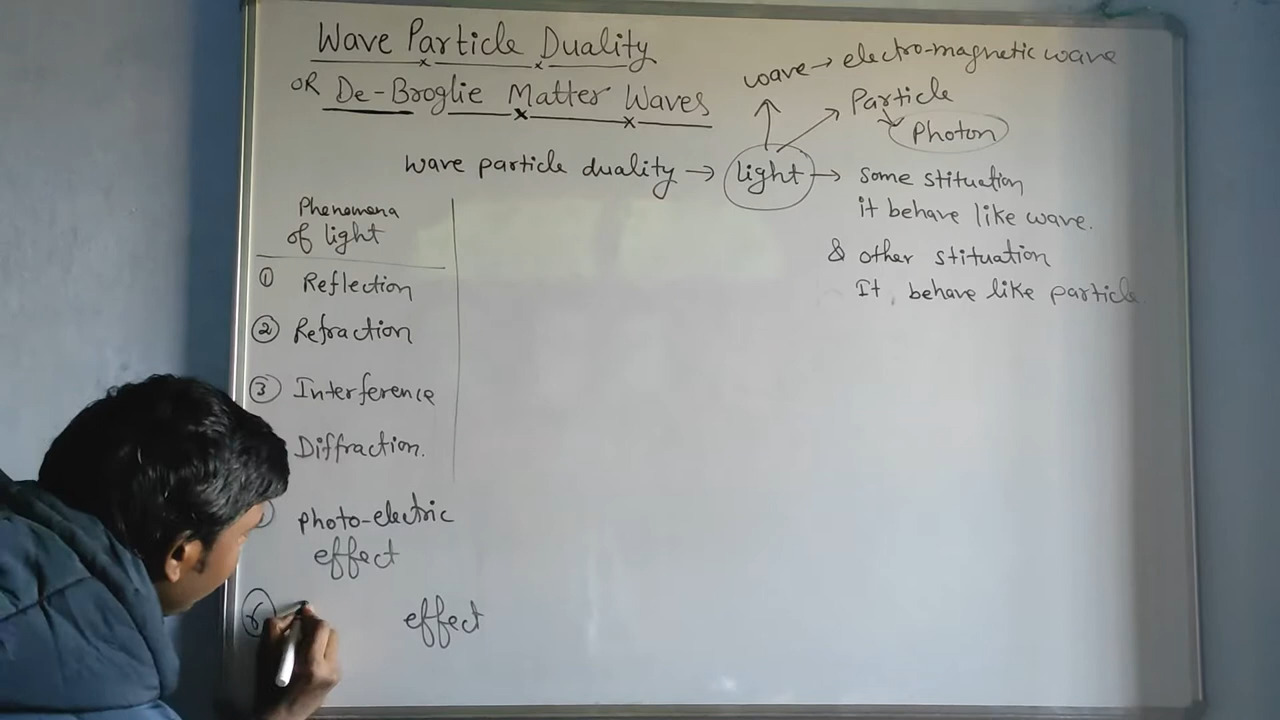 Wave Particle Duality
OR De-Broglie Matter Waves
wave → electro-magnetic wave
Particle
Photon
wave particle duality → light → some stituation
it behave like wave.
& other stituation
It behave like particle
Phenomena
of light
① Reflection
② Refraction
③ Interference
Diffraction.
photo-electric
effect
⑥ effect